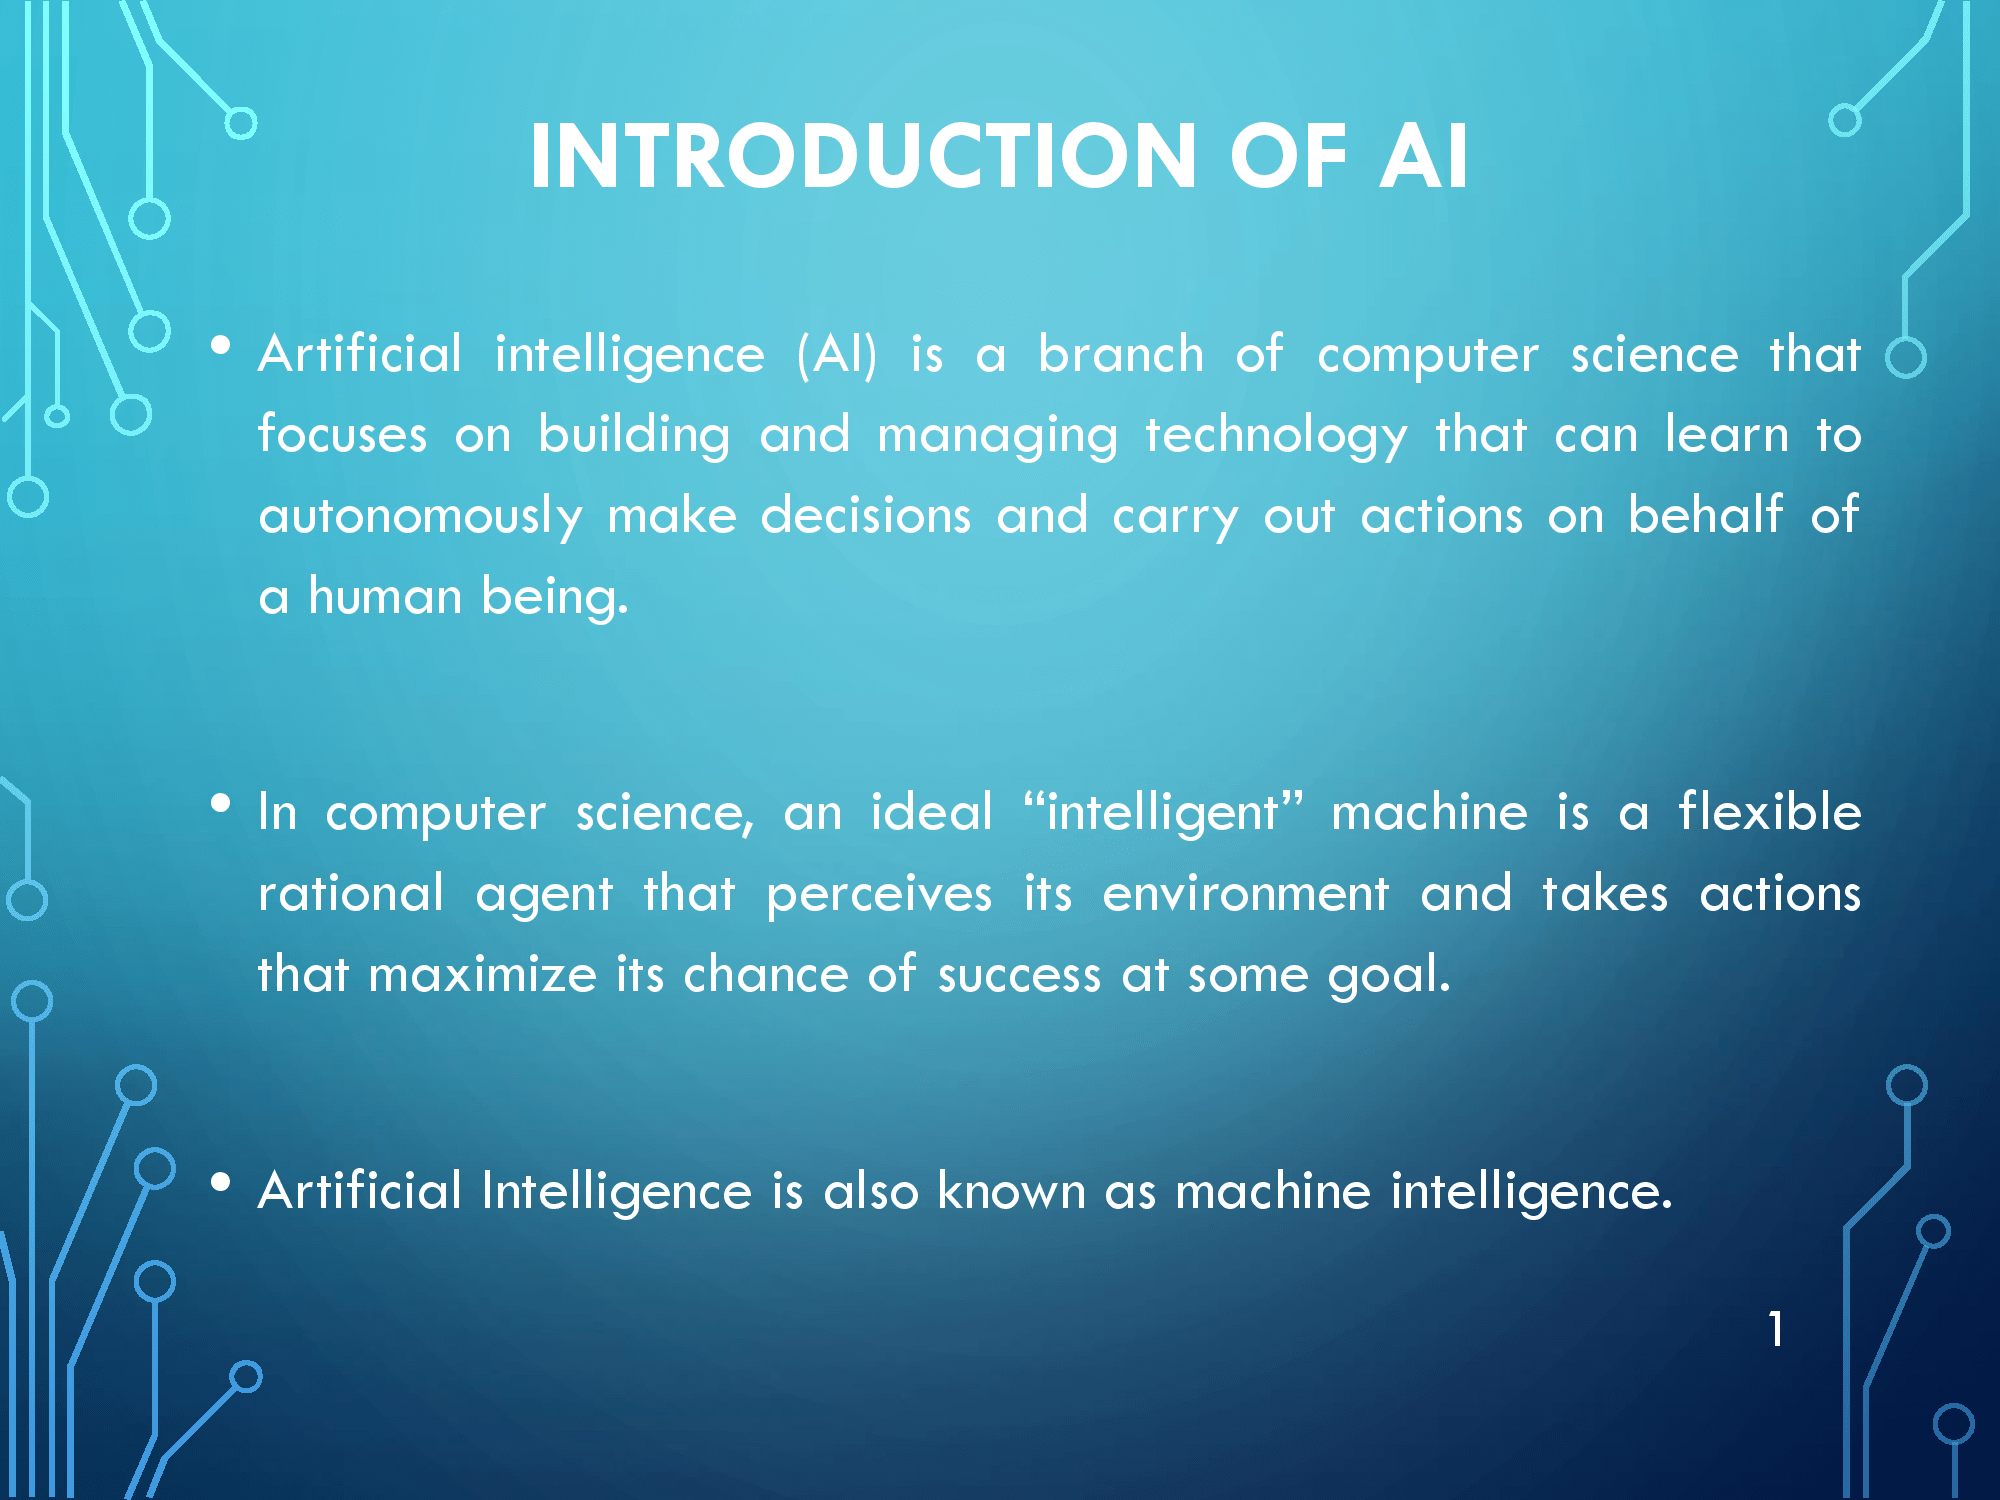 INTRODUCTION OF AI
• Artificial intelligence (AI) is a branch of computer science that
focuses on building and managing technology that can learn to
autonomously make decisions and carry out actions on behalf of
a human being.
• In computer science, an ideal “intelligent” machine is a flexible
rational agent that perceives its environment and takes actions
that maximize its chance of success at some goal.
• Artificial Intelligence is also known as machine intelligence.
1